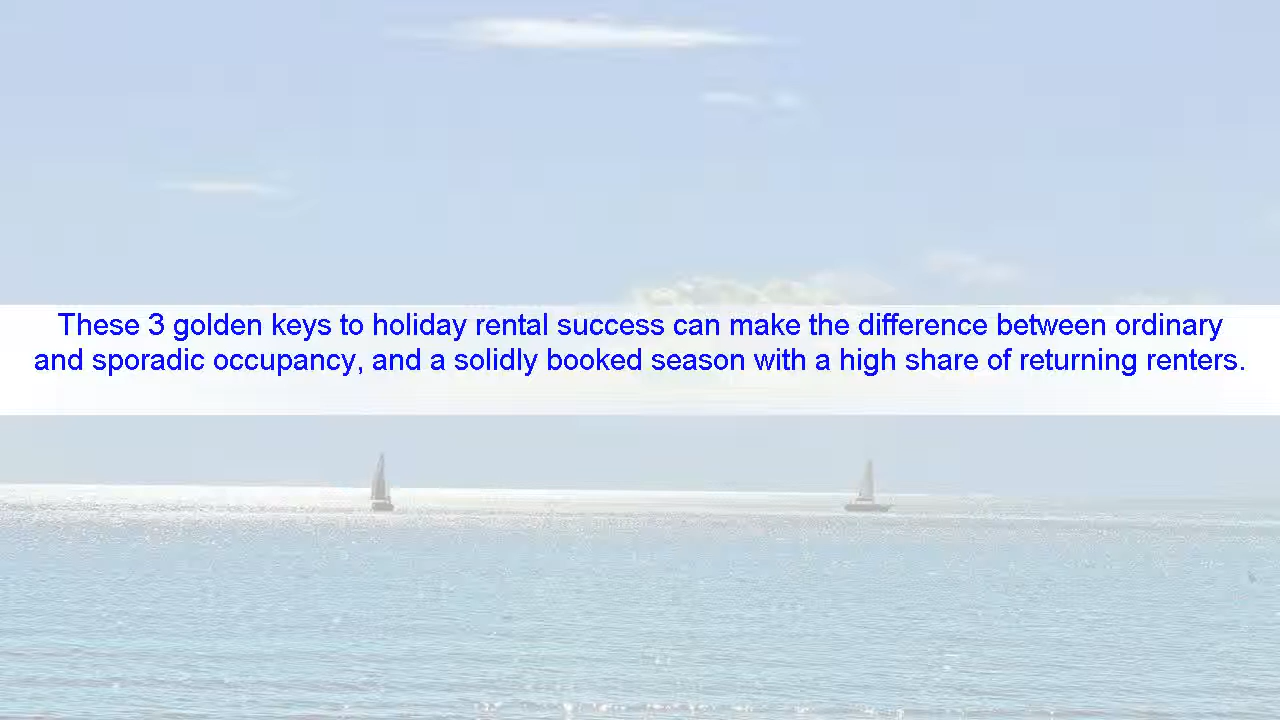 These 3 golden keys to holiday rental success can make the difference between ordinary
and sporadic occupancy, and a solidly booked season with a high share of returning renters.